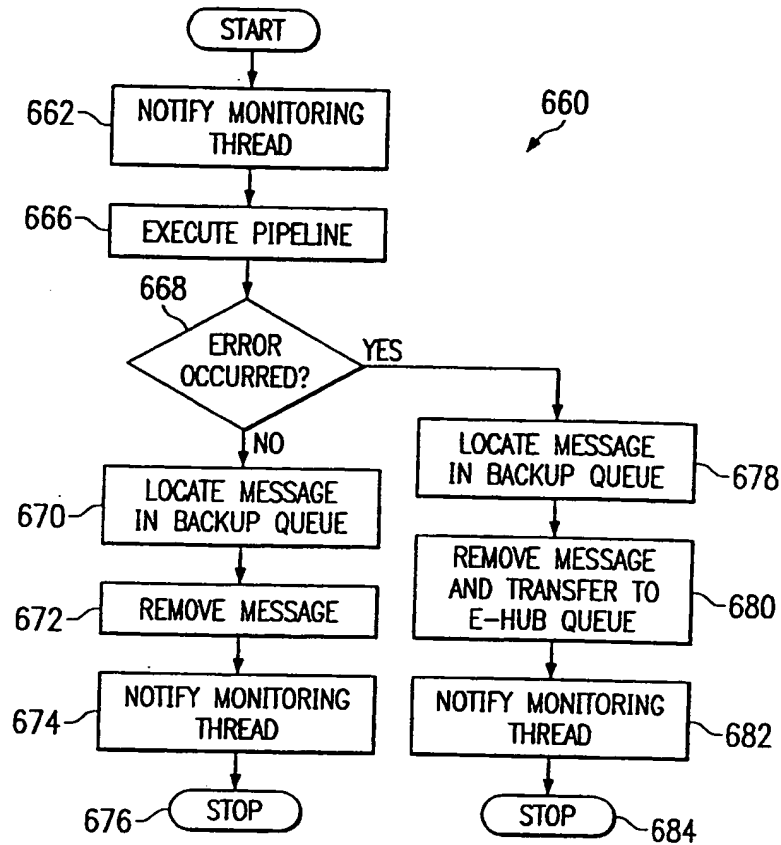 START
662
NOTIFY MONITORING
THREAD
660
666
EXECUTE PIPELINE
668
ERROR
OCCURRED?
YES
NO
670
LOCATE MESSAGE
IN BACKUP QUEUE
672
REMOVE MESSAGE
674
NOTIFY MONITORING
THREAD
676
STOP
LOCATE MESSAGE
IN BACKUP QUEUE
678
REMOVE MESSAGE
AND TRANSFER TO
E-HUB QUEUE
680
NOTIFY MONITORING
THREAD
682
STOP
684